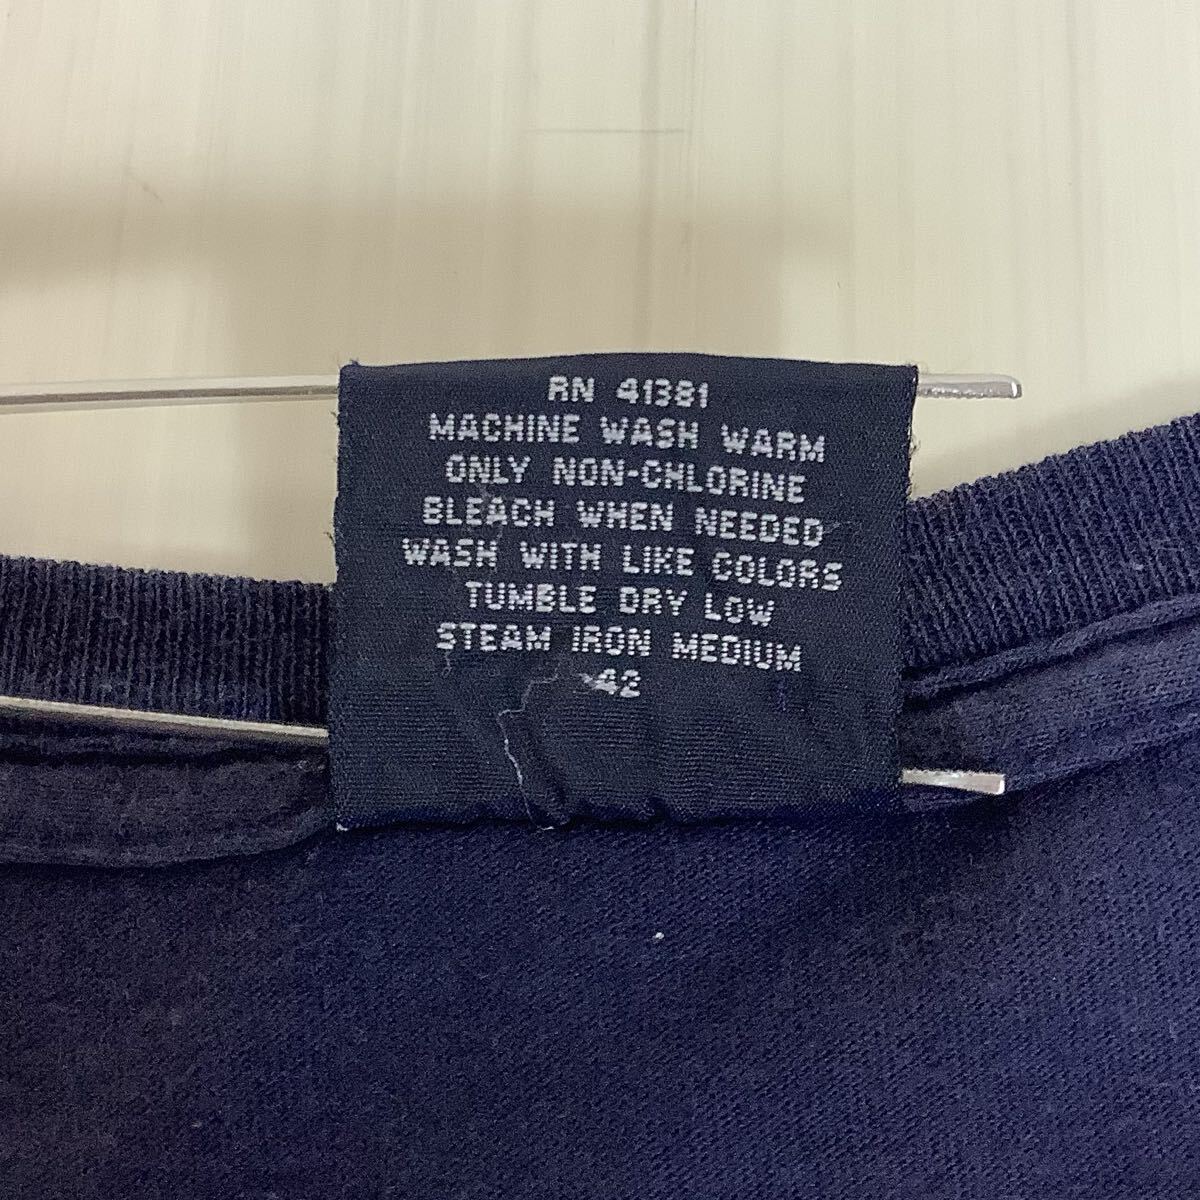 RN 41381
MACHINE WASH WARM
ONLY NON-CHLORINE
BLEACH WHEN NEEDED
WASH WITH LIKE COLORS
TUMBLE DRY LOW
STEAM IRON MEDIUM
42